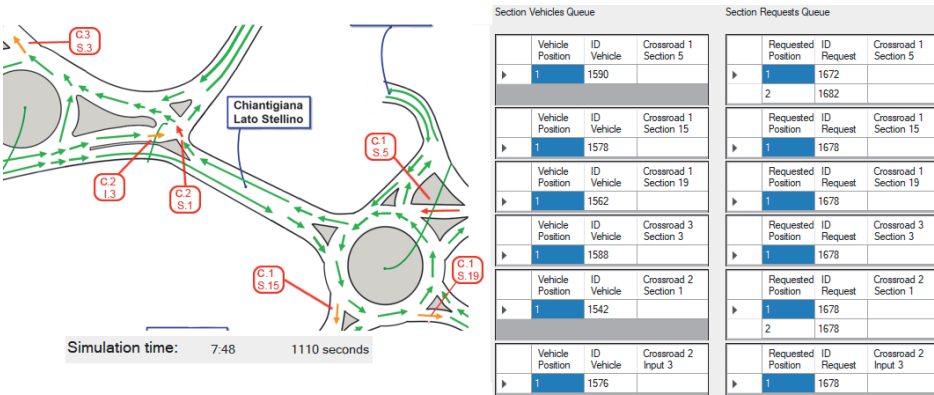 C.3
S.3
Chiantigiana
Lato Stellino
C.1
S.5
C.2
I.3
C.2
S.1
C.1
S.15
C.1
S.19
Simulation time: 7:48 1110 seconds
Section Vehicles Queue
Vehicle Position ID Vehicle Crossroad 1 Section 5
1 1590
Vehicle Position ID Vehicle Crossroad 1 Section 15
1 1578
Vehicle Position ID Vehicle Crossroad 1 Section 19
1 1562
Vehicle Position ID Vehicle Crossroad 3 Section 3
1 1588
Vehicle Position ID Vehicle Crossroad 2 Section 1
1 1542
Vehicle Position ID Vehicle Crossroad 2 Input 3
1 1576
Section Requests Queue
Requested Position ID Request Crossroad 1 Section 5
1 1672
2 1682
Requested Position ID Request Crossroad 1 Section 15
1 1678
Requested Position ID Request Crossroad 1 Section 19
1 1678
Requested Position ID Request Crossroad 3 Section 3
1 1678
Requested Position ID Request Crossroad 2 Section 1
1 1678
2 1678
Requested Position ID Request Crossroad 2 Input 3
1 1678